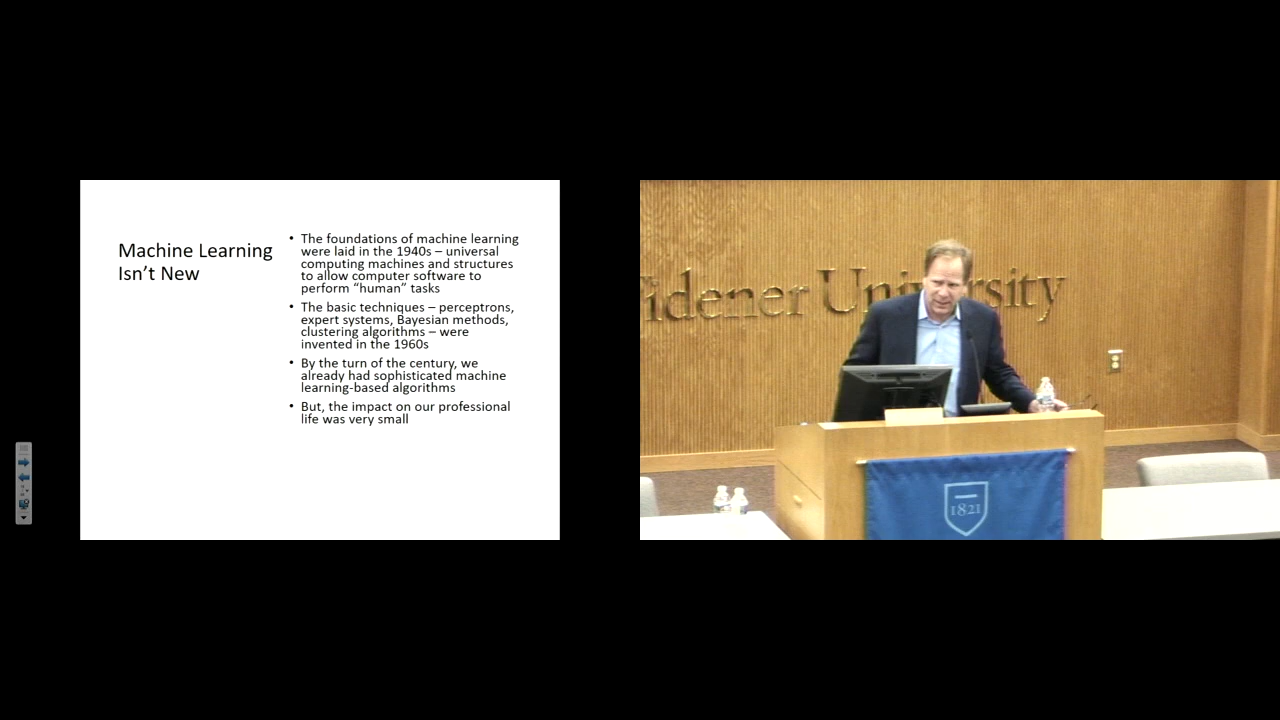 Machine Learning
Isn’t New
• The foundations of machine learning
were laid in the 1940s – universal
computing machines and structures
to allow computer software to
perform “human” tasks
• The basic techniques – perceptrons,
expert systems, Bayesian methods,
clustering algorithms – were
invented in the 1960s
• By the turn of the century, we
already had sophisticated machine
learning-based algorithms
• But, the impact on our professional
life was very small
idener University
1821